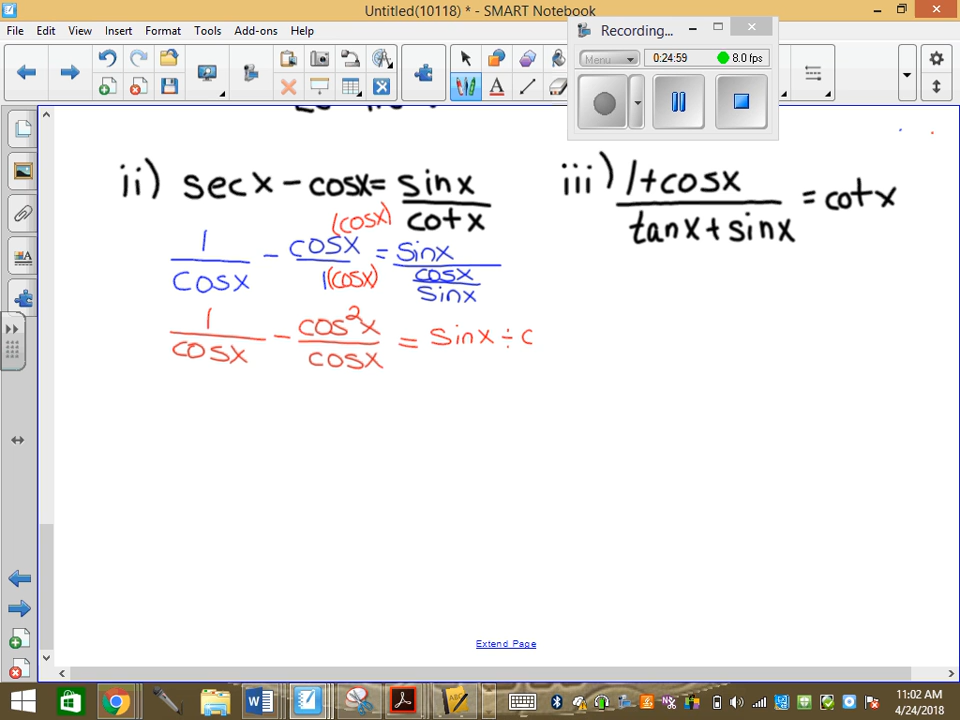 Untitled(10118) * - SMART Notebook
File Edit View Insert Format Tools Add-ons Help
Recording...
Menu 0:24:59 8.0 fps
ii) secx - cosx = sinx / cotx
iii) 1+cosx / tanx+sinx = cotx
(cosx)
1 / cosx - cosx / 1 = sinx / cosx / sinx
(cosx)
1 / cosx - cos²x / cosx = sinx ÷ c
Extend Page
11:02 AM
4/24/2018